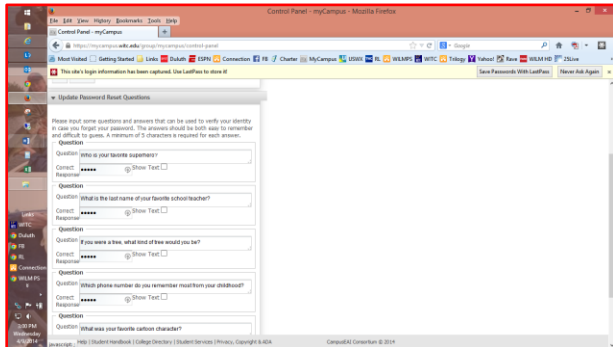 Control Panel - myCampus - Mozilla Firefox
File Edit View History Bookmarks Tools Help
Control Panel - myCampus
https://mycampus.witc.edu/group/mycampus/control-panel
Google
Most Visited Getting Started Links Duluth ESPN Connection FB Charter MyCampus USWX RL WILMPS WITC Trilogy Yahoo! Rave WILM HD 25Live
This site's login information has been captured. Use LastPass to store it! Save Passwords With LastPass Never Ask Again
Update Password Reset Questions
Please input some questions and answers that can be used to verify your identity
in case you forget your password. The answers should be both easy to remember
and difficult to guess. A minimum of 5 characters is required for each answer.
Question
Question Who is your favorite superhero?
Correct Response ••••• Show Text
Question
Question What is the last name of your favorite school teacher?
Correct Response ••••• Show Text
Question
Question If you were a tree, what kind of tree would you be?
Correct Response ••••• Show Text
Question
Question Which phone number do you remember most from your childhood?
Correct Response ••••• Show Text
Question
Question What was your favorite cartoon character?
Help | Student Handbook | College Directory | Student Services | Privacy, Copyright & ADA CampusEAI Consortium © 2014
Links
WITC
Duluth
FB
RL
Connection
WILM PS
3:00 PM
Wednesday
4/9/2014